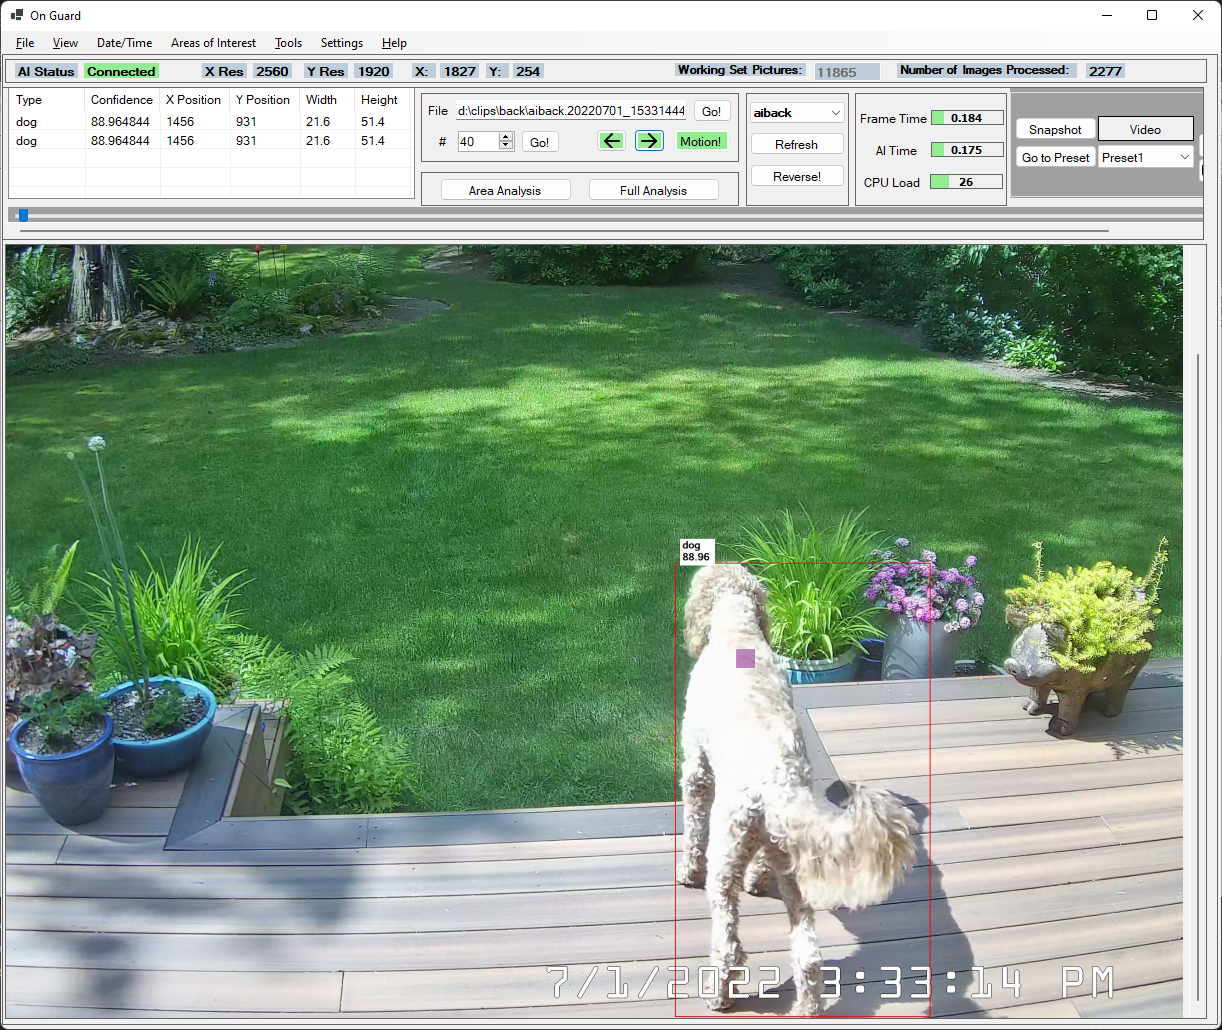 On Guard
File View Date/Time Areas of Interest Tools Settings Help
AI Status Connected X Res 2560 Y Res 1920 X: 1827 Y: 254 Working Set Pictures: 11865 Number of Images Processed: 2277
Type Confidence X Position Y Position Width Height
dog 88.964844 1456 931 21.6 51.4
dog 88.964844 1456 931 21.6 51.4
File d:\clips\back\aiback.20220701_15331444 Go!
# 40 Go! Motion!
Area Analysis Full Analysis
aiback
Refresh
Reverse!
Frame Time 0.184
AI Time 0.175
CPU Load 26
Snapshot Video
Go to Preset Preset1
dog
88.96
7/1/2022 3:33:14 PM